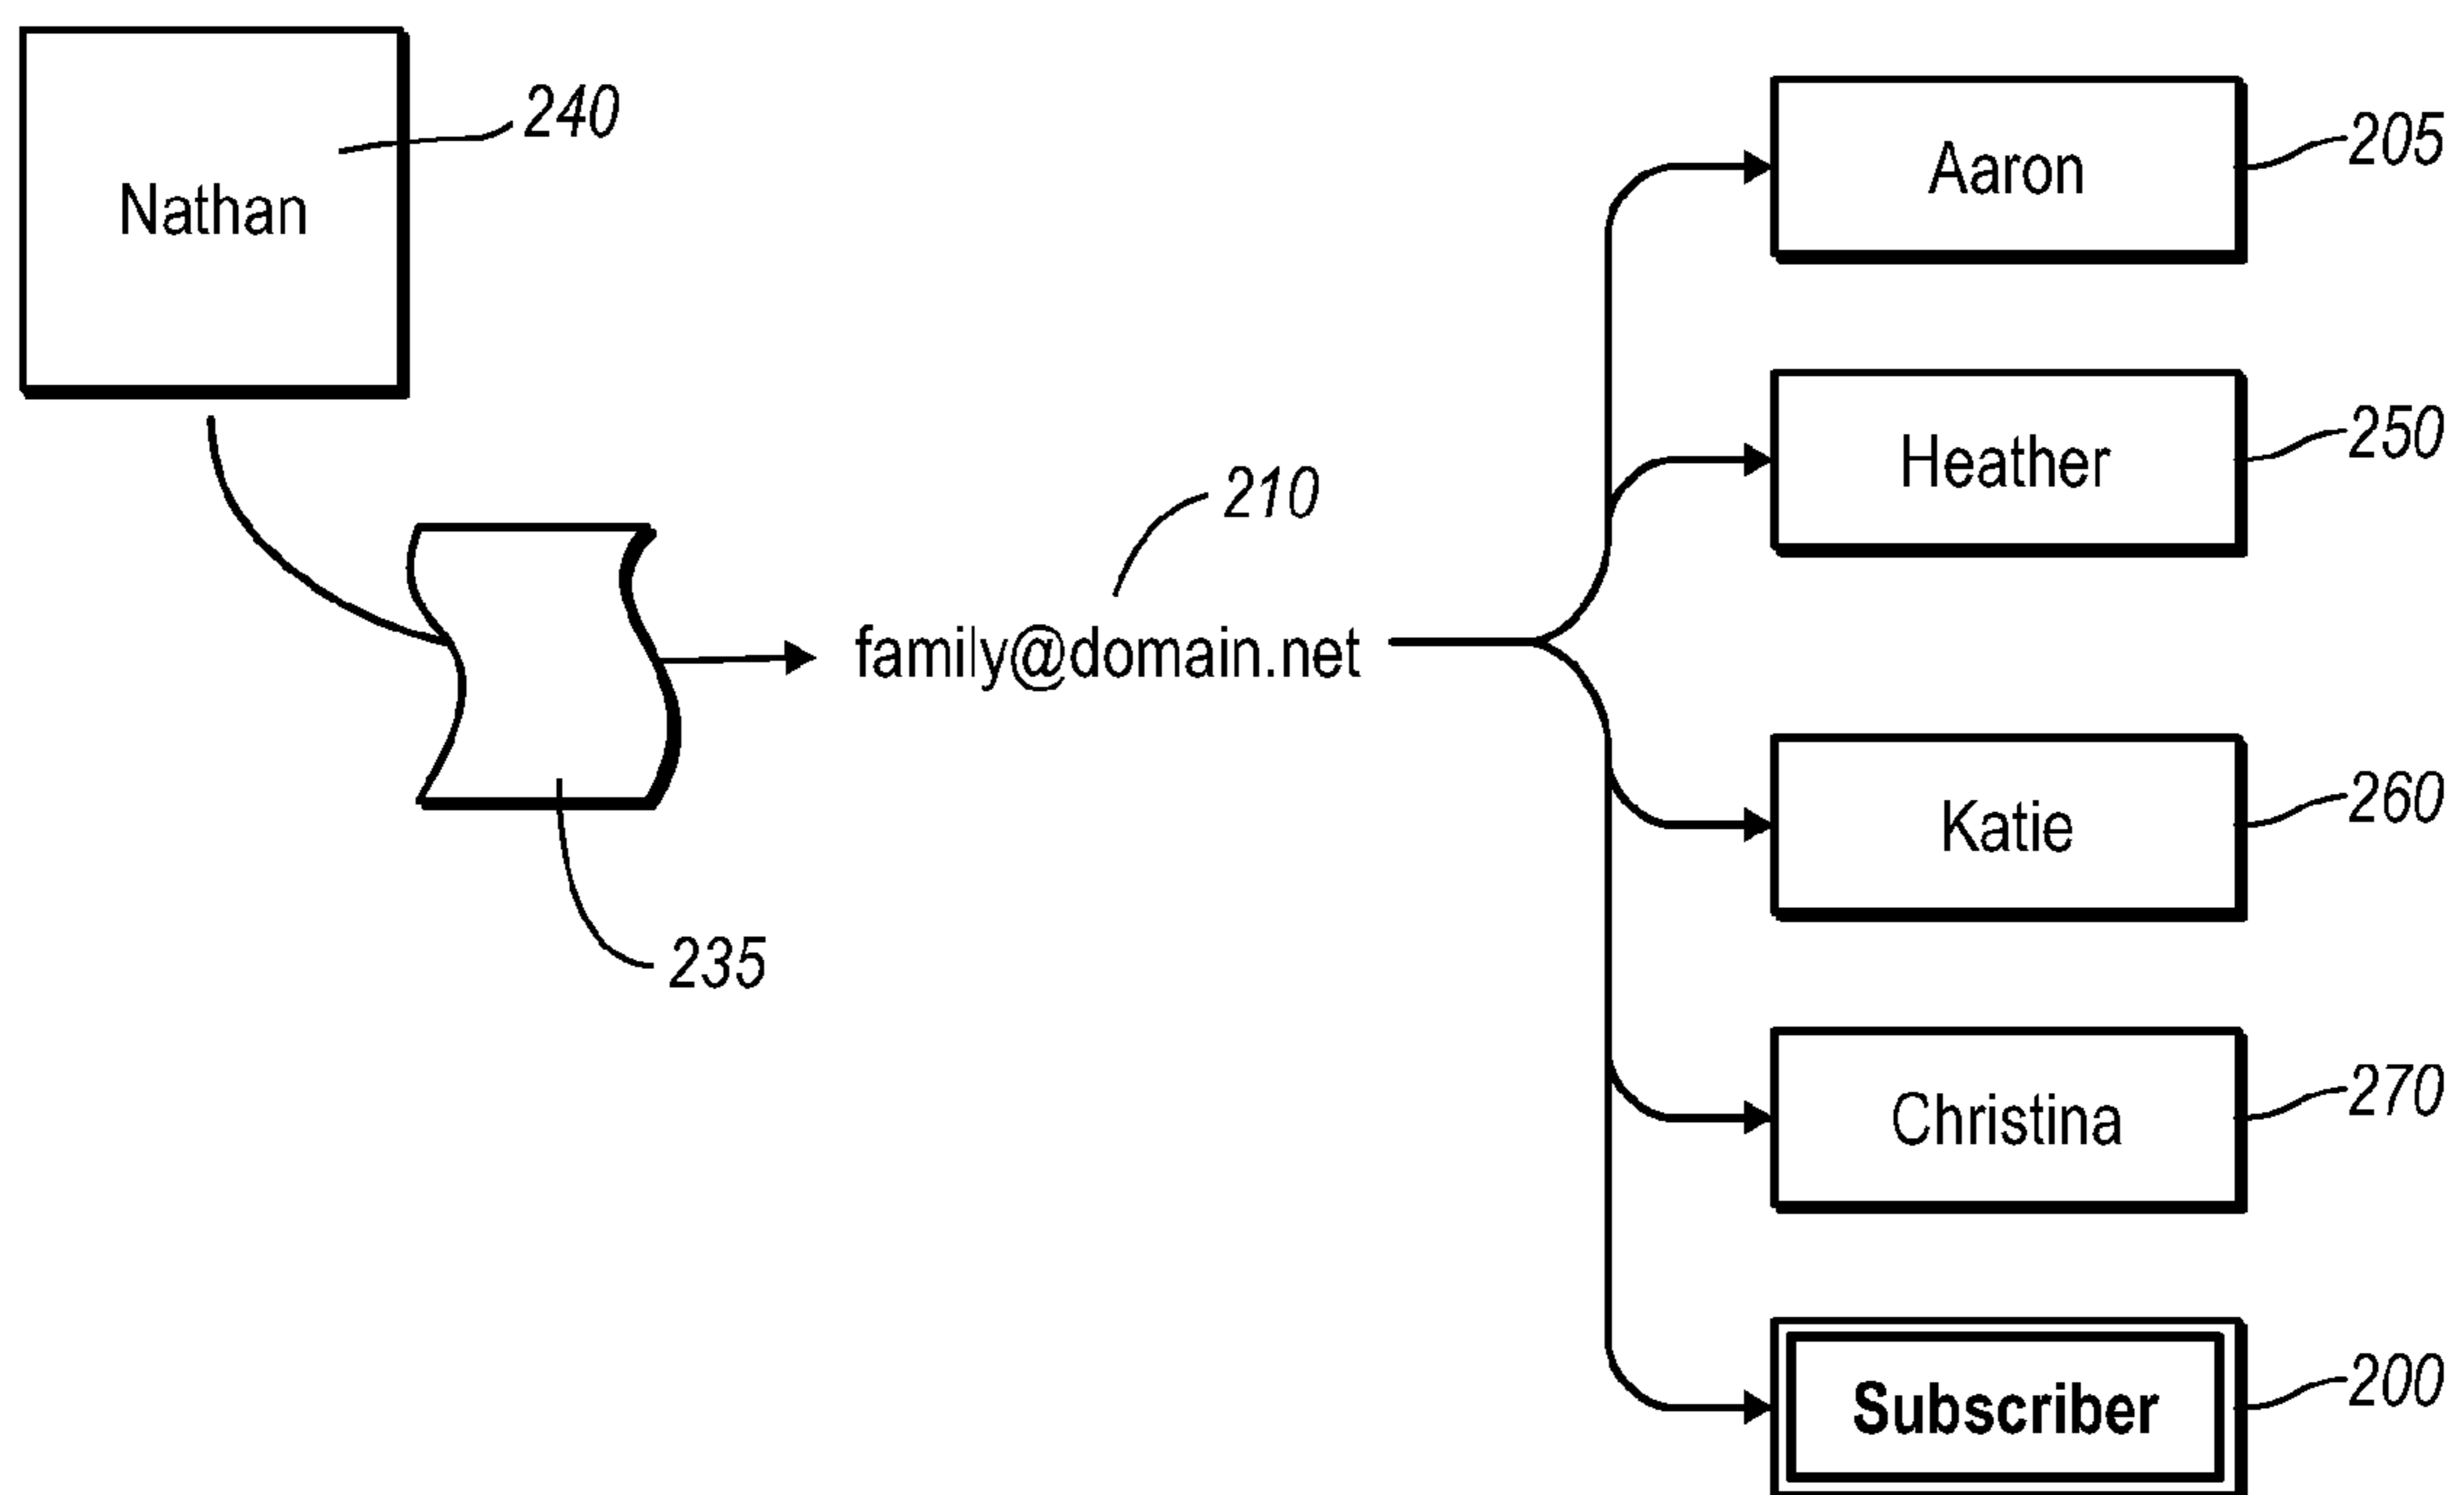 240
Nathan
Aaron
205
Heather
250
210
family@domain.net
Katie
260
235
Christina
270
Subscriber
200